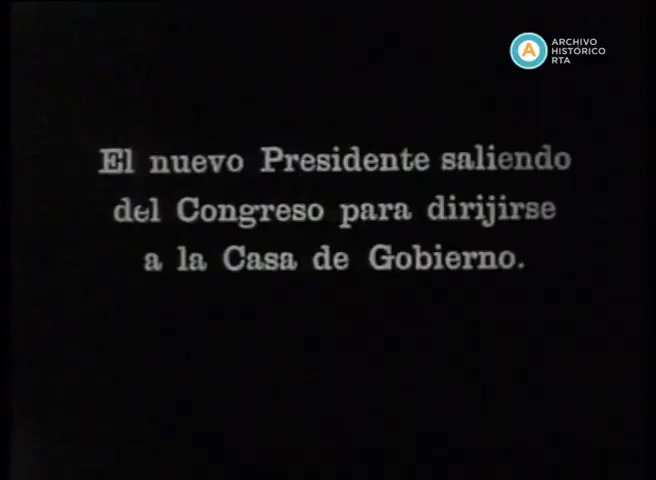 A
ARCHIVO
HISTÓRICO
RTA
El nuevo Presidente saliendo
del Congreso para dirijirse
a la Casa de Gobierno.